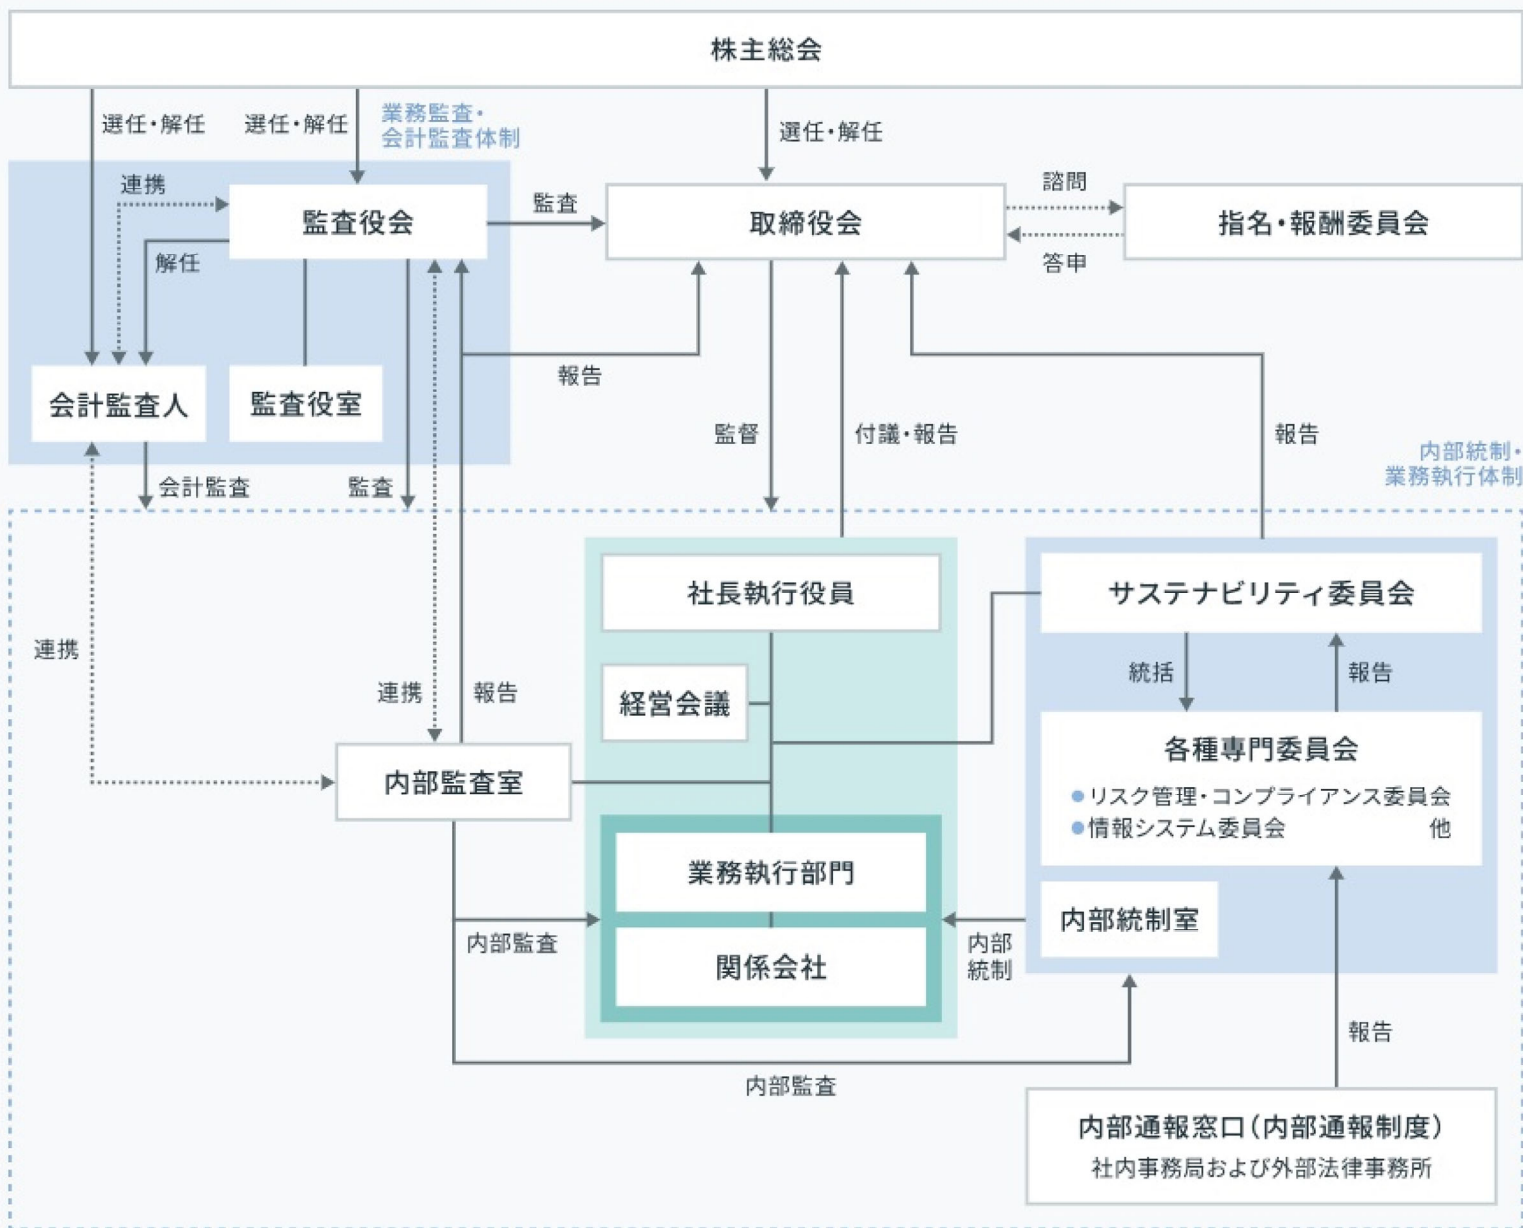 株主総会
選任・解任
選任・解任
業務監査・
会計監査体制
選任・解任
連携
監査役会
監査
取締役会
諮問
答申
指名・報酬委員会
解任
会計監査人
監査役室
報告
監督
付議・報告
報告
内部統制・
業務執行体制
会計監査
監査
社長執行役員
サステナビリティ委員会
連携
連携
報告
経営会議
統括
報告
内部監査室
各種専門委員会
●リスク管理・コンプライアンス委員会
●情報システム委員会 他
業務執行部門
内部監査
関係会社
内部
統制
内部統制室
内部監査
報告
内部通報窓口（内部通報制度）
社内事務局および外部法律事務所